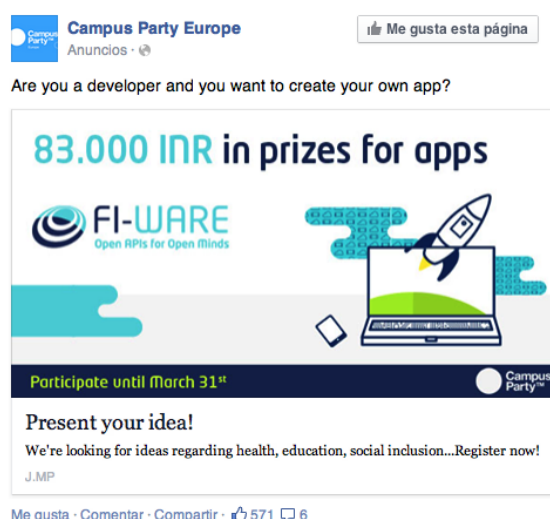 Campus Party Europe
Me gusta esta página
Anuncios ·
Campus
Party™
Are you a developer and you want to create your own app?
83.000 INR in prizes for apps
FI-WARE
Open APIs for Open Minds
Participate until March 31st
Campus
Party™
Present your idea!
We're looking for ideas regarding health, education, social inclusion...Register now!
J.MP
Me gusta · Comentar · Compartir · 571 6